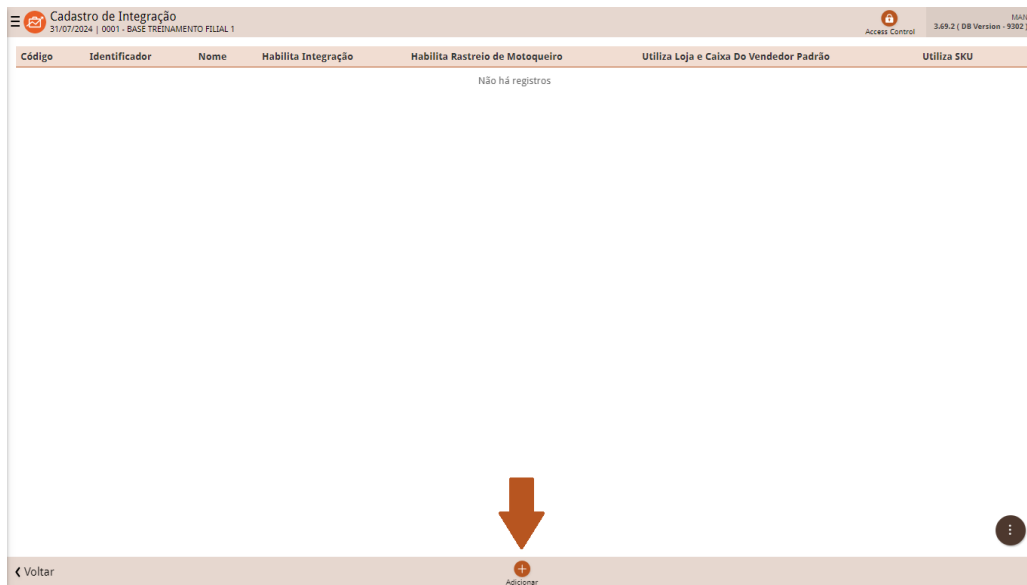 Cadastro de Integração
31/07/2024 | 0001 - BASE TREINAMENTO FILIAL 1
Access Control
MAN
3.69.2 ( DB Version - 9302 )
Código Identificador Nome Habilita Integração Habilita Rastreio de Motoqueiro Utiliza Loja e Caixa Do Vendedor Padrão Utiliza SKU
Não há registros
Voltar
Adicionar